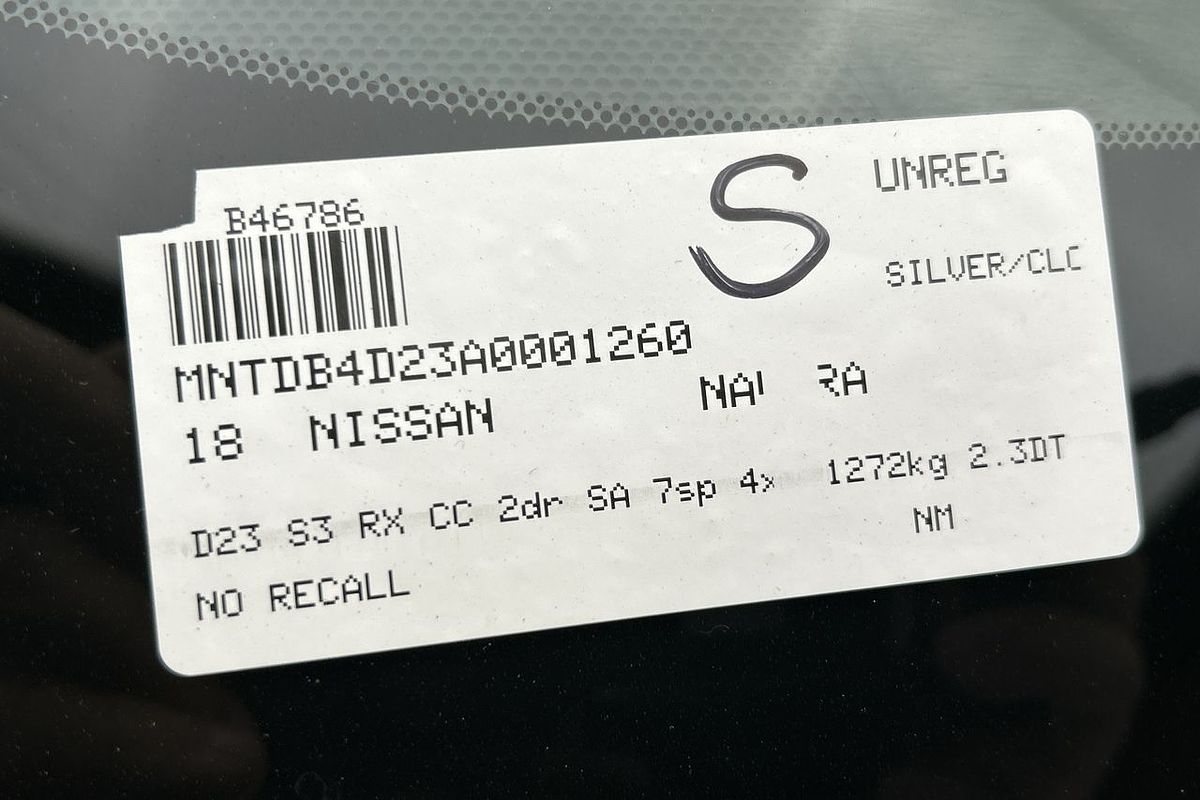 S UNREG
B46786
SILVER/CLC
MNTDB4D23A0001260
18 NISSAN
D23 S3 RX CC 2dr SA 7sp 1272kg 2.3DT
NM
NO RECALL